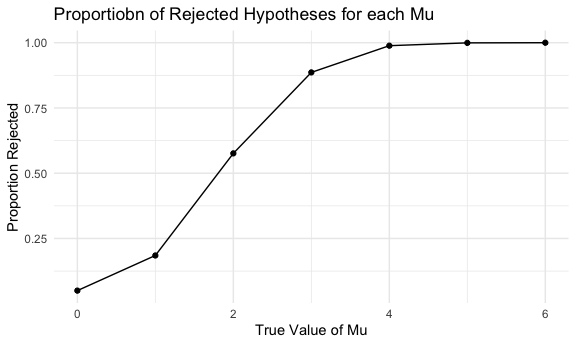 Proportiobn of Rejected Hypotheses for each Mu
1.00
0.75
0.50
0.25
Proportion Rejected
0 2 4 6
True Value of Mu